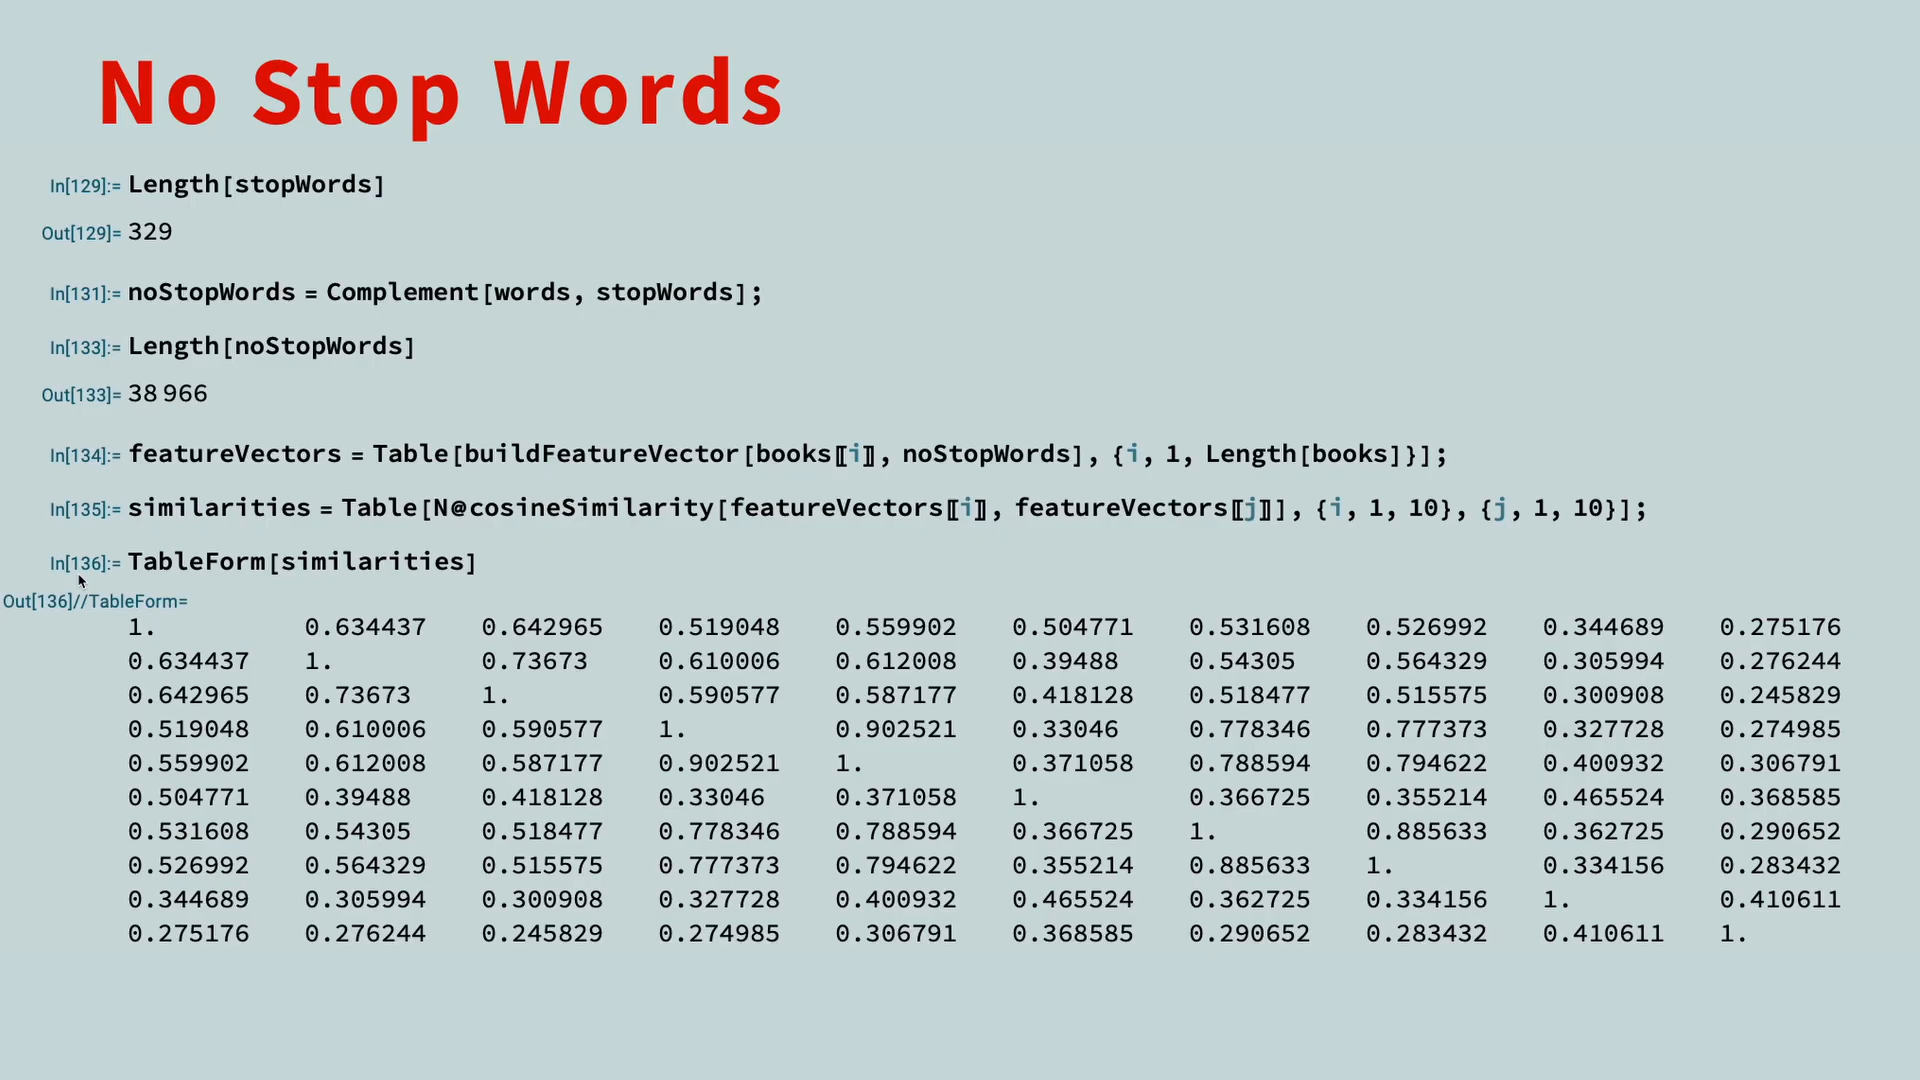 No Stop Words
In[129]:= Length[stopWords]
Out[129]= 329
In[131]:= noStopWords = Complement[words, stopWords];
In[133]:= Length[noStopWords]
Out[133]= 38 966
In[134]:= featureVectors = Table[buildFeatureVector[books〚i〛, noStopWords], {i, 1, Length[books]}];
In[135]:= similarities = Table[N@cosineSimilarity[featureVectors〚i〛, featureVectors〚j〛], {i, 1, 10}, {j, 1, 10}];
In[136]:= TableForm[similarities]
Out[136]//TableForm=
1. 0.634437 0.642965 0.519048 0.559902 0.504771 0.531608 0.526992 0.344689 0.275176
0.634437 1. 0.73673 0.610006 0.612008 0.39488 0.54305 0.564329 0.305994 0.276244
0.642965 0.73673 1. 0.590577 0.587177 0.418128 0.518477 0.515575 0.300908 0.245829
0.519048 0.610006 0.590577 1. 0.902521 0.33046 0.778346 0.777373 0.327728 0.274985
0.559902 0.612008 0.587177 0.902521 1. 0.371058 0.788594 0.794622 0.400932 0.306791
0.504771 0.39488 0.418128 0.33046 0.371058 1. 0.366725 0.355214 0.465524 0.368585
0.531608 0.54305 0.518477 0.778346 0.788594 0.366725 1. 0.885633 0.362725 0.290652
0.526992 0.564329 0.515575 0.777373 0.794622 0.355214 0.885633 1. 0.334156 0.283432
0.344689 0.305994 0.300908 0.327728 0.400932 0.465524 0.362725 0.334156 1. 0.410611
0.275176 0.276244 0.245829 0.274985 0.306791 0.368585 0.290652 0.283432 0.410611 1.